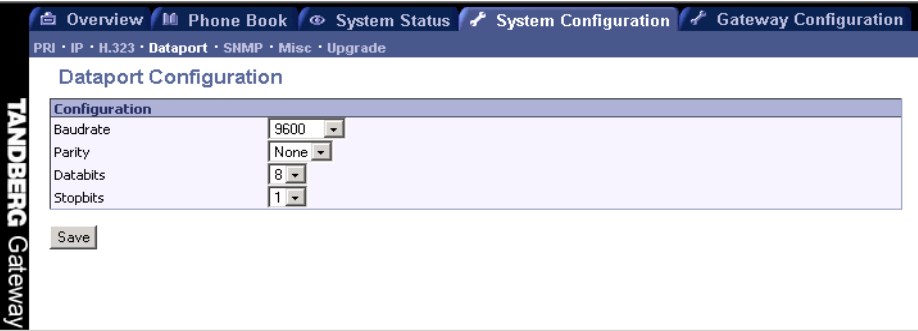 Overview Phone Book System Status System Configuration Gateway Configuration
PRI · IP · H.323 · Dataport · SNMP · Misc · Upgrade
Dataport Configuration
Configuration
Baudrate 9600
Parity None
Databits 8
Stopbits 1
Save
TANDBERG Gateway